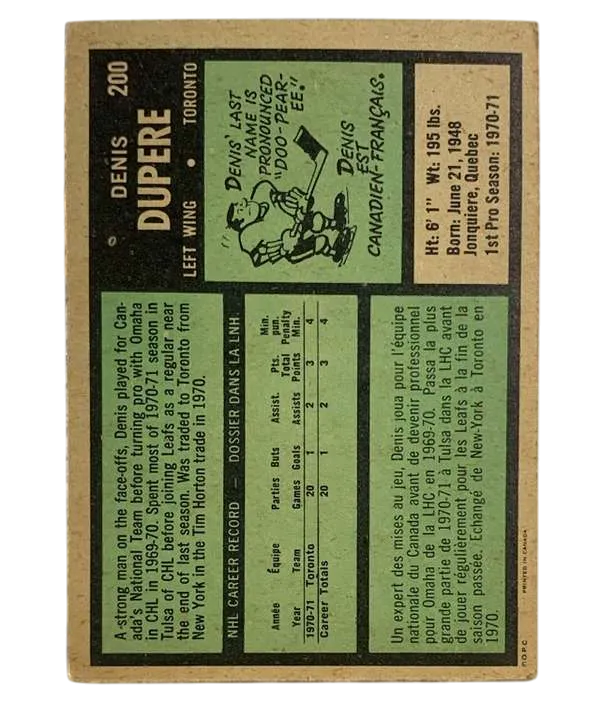 200
DENIS
DUPERE
LEFT WING • TORONTO
"DENIS' LAST
NAME IS
PRONOUNCED
"DOO-PEAR-
EE."
DENIS
EST
CANADIEN-FRANÇAIS.
Ht: 6' 1" Wt: 195 lbs.
Born: June 21, 1948
Jonquiere, Quebec
1st Pro Season: 1970-71
A strong man on the face-offs, Denis played for Can-
ada's National Team before turning pro with Omaha
in CHL in 1969-70. Spent most of 1970-71 season in
Tulsa of CHL before joining Leafs as a regular near
the end of last season. Was traded to Toronto from
New York in the Tim Horton trade in 1970.
NHL CAREER RECORD — DOSSIER DANS LA LNH
Année Équipe Parties Buts Assist. Pts. Total Min. pun.
Year Team Games Goals Assists Points Penalty Min.
1970-71 Toronto 20 1 2 3 4
Career Totals 20 1 2 3 4
Un expert des mises au jeu, Denis joua pour l'équipe
nationale du Canada avant de devenir professionnel
pour Omaha de la LHC en 1969-70. Passa la plus
grande partie de 1970-71 à Tulsa dans la LHC avant
de jouer régulièrement pour les Leafs à la fin de la
saison passée. Echangé de New-York à Toronto en
1970.
O.P.C. PRINTED IN CANADA